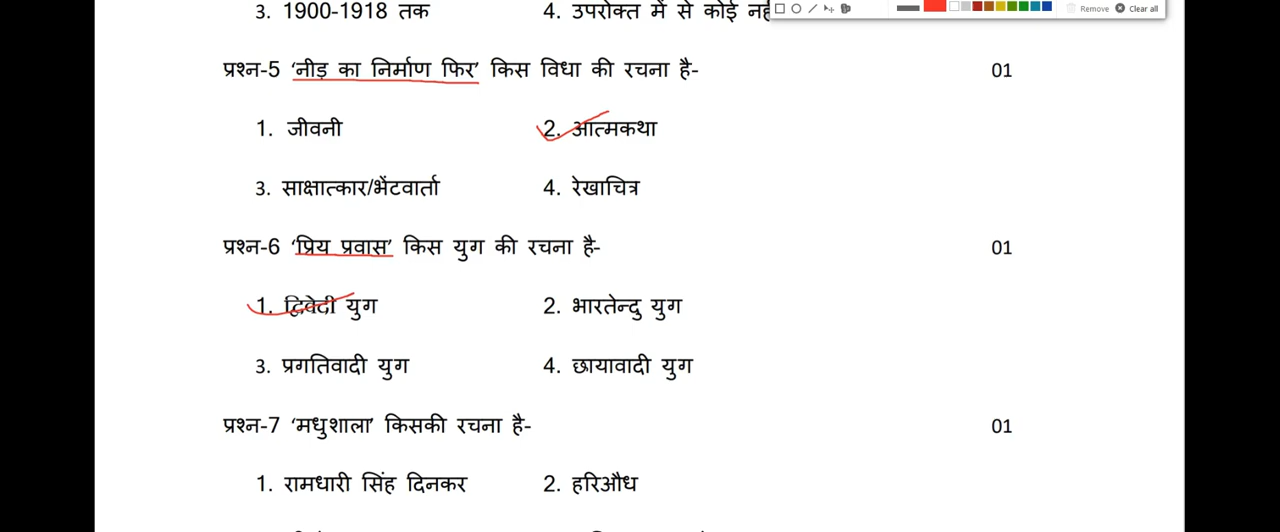 3. 1900-1918 तक 4. उपरोक्त में से कोई नह
Remove Clear all
प्रश्न-5 ‘नीड़ का निर्माण फिर’ किस विधा की रचना है- 01
1. जीवनी 2. आत्मकथा
3. साक्षात्कार/भेंटवार्ता 4. रेखाचित्र
प्रश्न-6 ‘प्रिय प्रवास’ किस युग की रचना है- 01
1. द्विवेदी युग 2. भारतेन्दु युग
3. प्रगतिवादी युग 4. छायावादी युग
प्रश्न-7 ‘मधुशाला’ किसकी रचना है- 01
1. रामधारी सिंह दिनकर 2. हरिऔध